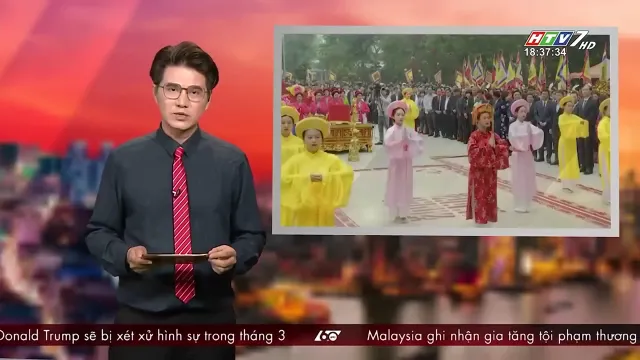 HTV7 HD
18:37:34
Donald Trump sẽ bị xét xử hình sự trong tháng 3 60 Malaysia ghi nhận gia tăng tội phạm thương